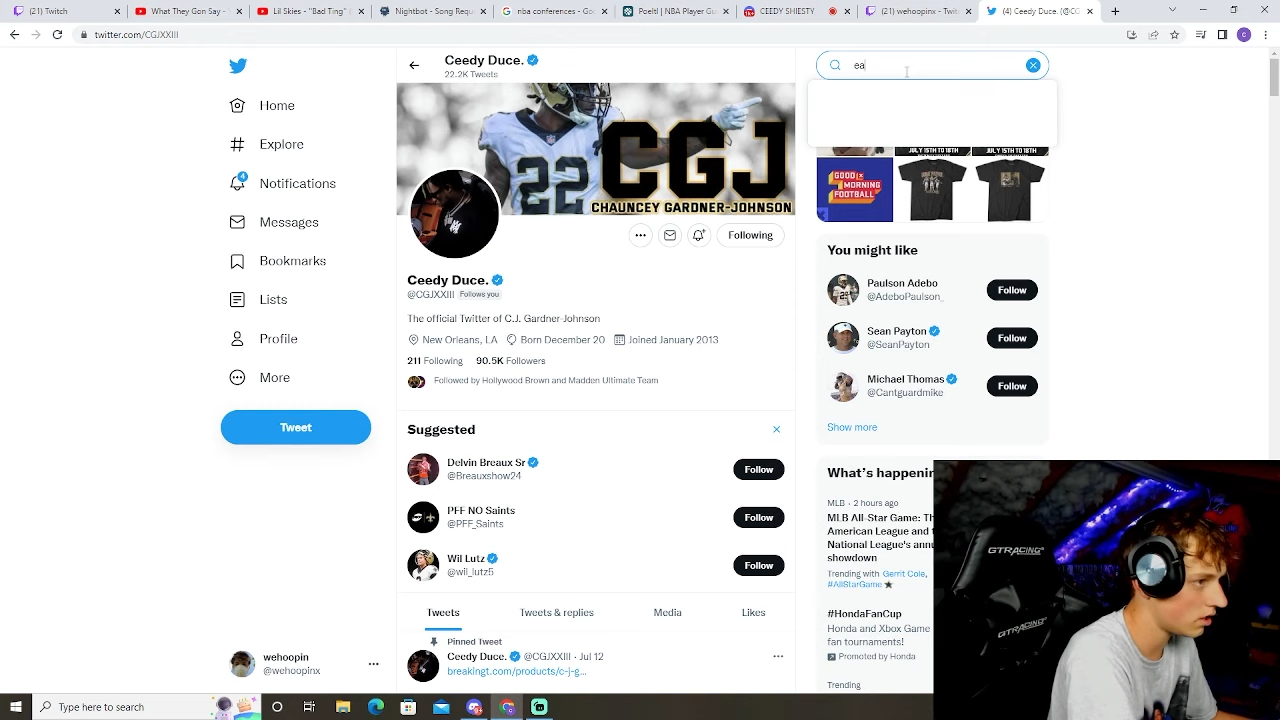 (21) Twitch
What They Gon Say -
Lil Skies - "Bad Ting" (
Nightbot - Song Requ
nba conferences - Go
Poeltl | NBA Player Gu
CEEDY SHIESTY
(21) wehoopinx - Twitc
(4) Ceedy Duce. (@CG
twitter.com/CGJXXIII
C
Home
Explore
4
Notifications
Messages
Bookmarks
Lists
Profile
More
Tweet
wehoopinx
@wehoopinx
Ceedy Duce.
22.2K Tweets
22
CGJ
CHAUNCEY GARDNER-JOHNSON
Following
Ceedy Duce.
@CGJXXIII Follows you
The official Twitter of C.J. Gardner-Johnson
New Orleans, LA Born December 20 Joined January 2013
211 Following 90.5K Followers
Followed by Hollywood Brown and Madden Ultimate Team
Suggested
Delvin Breaux Sr
@Breauxshow24
Follow
PFF NO Saints
@PFF_Saints
Follow
Wil Lutz
@wil_lutz5
Follow
Tweets Tweets & replies Media Likes
Pinned Tweet
Ceedy Duce. @CGJXXIII · Jul 12
breakingt.com/products/c-j-g...
ea
JULY 15TH TO 18TH
JULY 15TH TO 18TH
GOOD
MORNING
FOOTBALL
You might like
Paulson Adebo
@AdeboPaulson_
Follow
Sean Payton
@SeanPayton
Follow
Michael Thomas
@Cantguardmike
Follow
Show more
What's happenin
MLB · 2 hours ago
MLB All-Star Game: Th
American League and t
National League's annu
showdown
Trending with Gerrit Cole,
#AllStarGame
#HondaFanCup
Honda and Xbox Game
fan tournaments!
Promoted by Honda
Trending
GTRACING
GTRACING
Type here to search